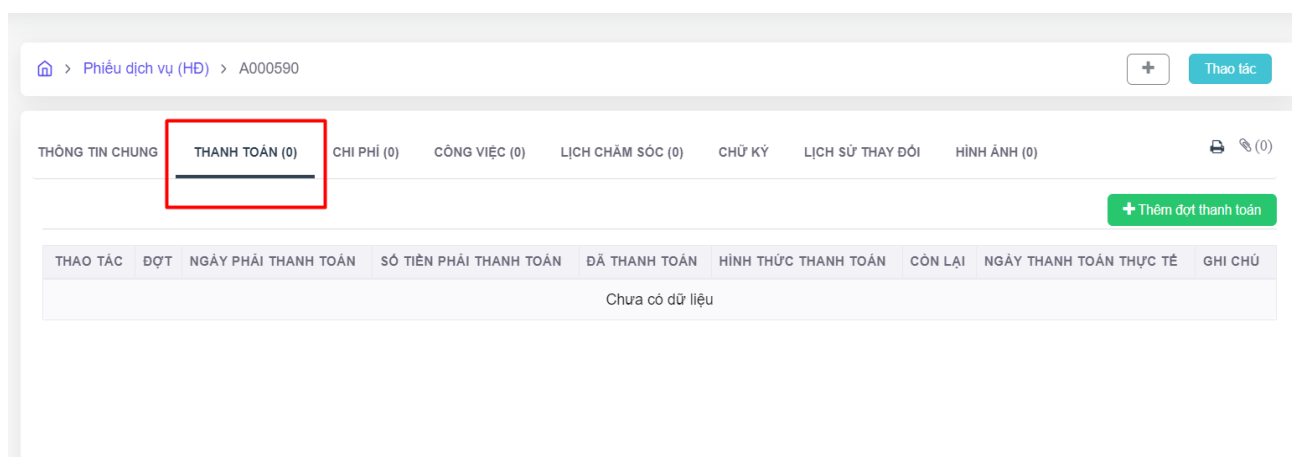 > Phiếu dịch vụ (HĐ) > A000590
+ Thao tác
THÔNG TIN CHUNG THANH TOÁN (0) CHI PHÍ (0) CÔNG VIỆC (0) LỊCH CHĂM SÓC (0) CHỮ KÝ LỊCH SỬ THAY ĐỔI HÌNH ẢNH (0) (0)
+ Thêm đợt thanh toán
THAO TÁC ĐỢT NGÀY PHẢI THANH TOÁN SỐ TIỀN PHẢI THANH TOÁN ĐÃ THANH TOÁN HÌNH THỨC THANH TOÁN CÒN LẠI NGÀY THANH TOÁN THỰC TẾ GHI CHÚ
Chưa có dữ liệu